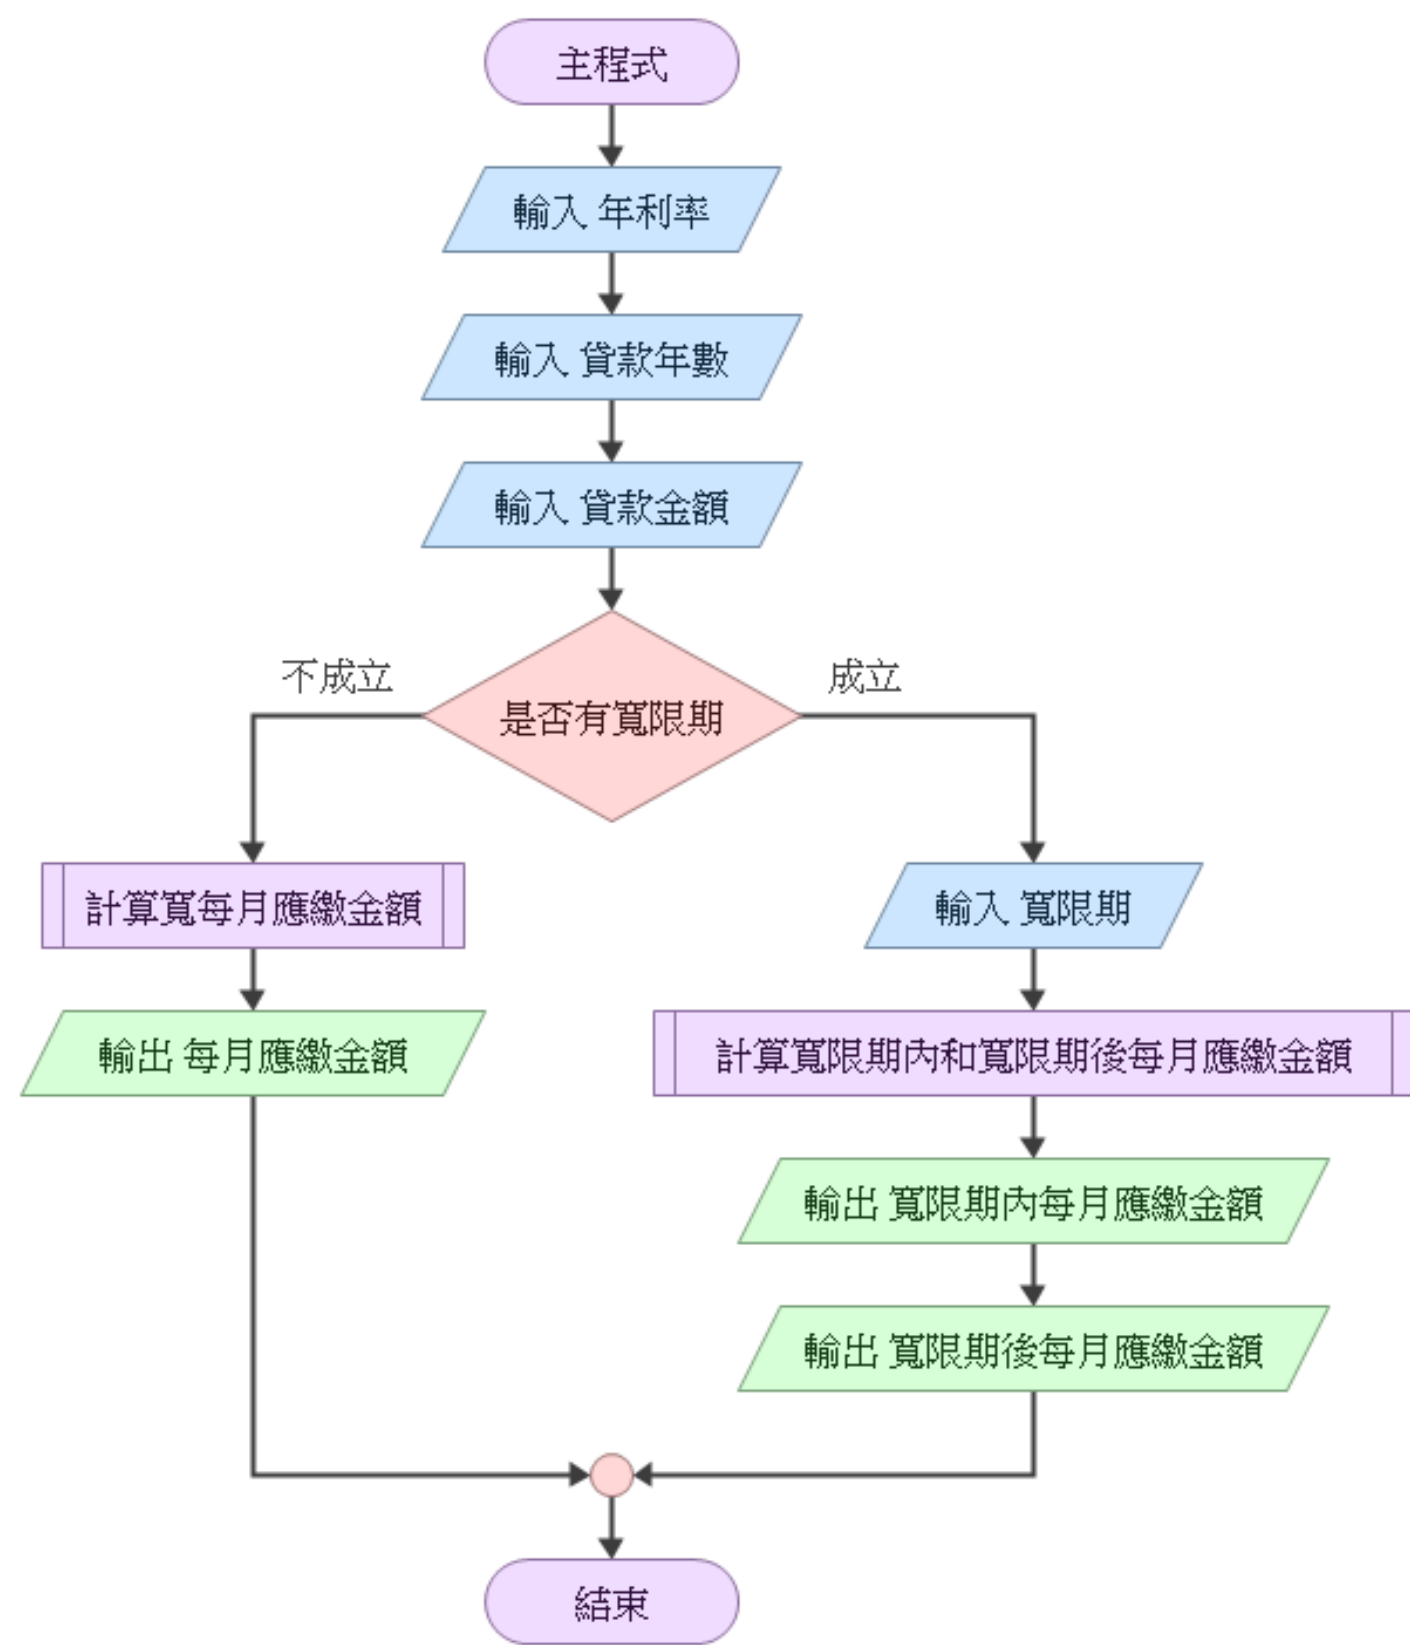 主程式
輸入 年利率
輸入 貸款年數
輸入 貸款金額
不成立
成立
是否有寬限期
計算寬每月應繳金額
輸入 寬限期
輸出 每月應繳金額
計算寬限期內和寬限期後每月應繳金額
輸出 寬限期內每月應繳金額
輸出 寬限期後每月應繳金額
結束